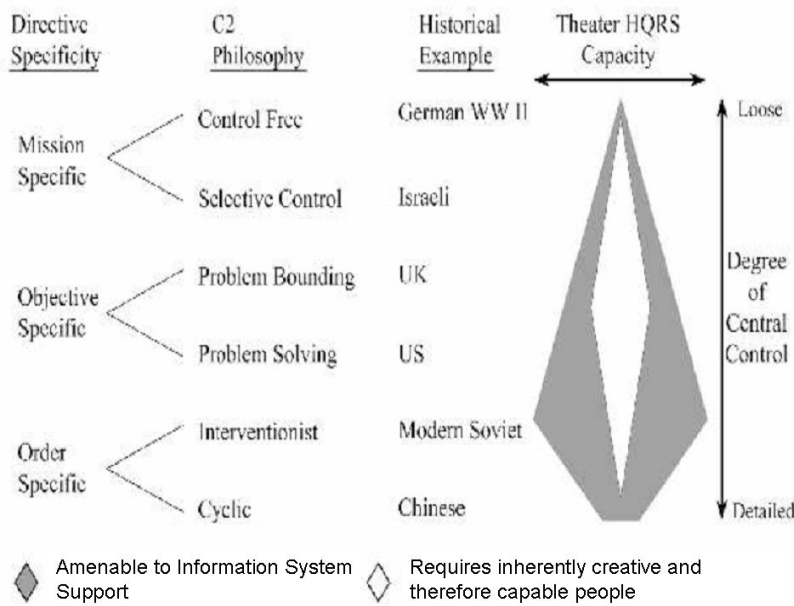 Directive
Specificity
C2
Philosophy
Historical
Example
Theater HQRS
Capacity
Mission
Specific
Control Free
German WW II
Loose
Selective Control
Israeli
Objective
Specific
Problem Bounding
UK
Problem Solving
US
Degree
of
Central
Control
Order
Specific
Interventionist
Modern Soviet
Cyclic
Chinese
Detailed
Amenable to Information System
Support
Requires inherently creative and
therefore capable people